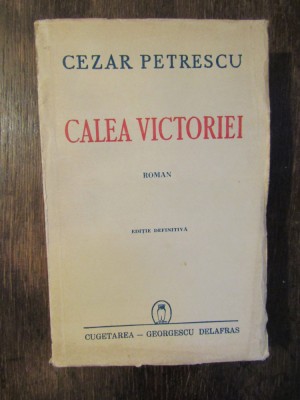 CEZAR PETRESCU
CALEA VICTORIEI
ROMAN
EDIȚIE DEFINITIVĂ
CUGETAREA — GEORGESCU DELAFRAS